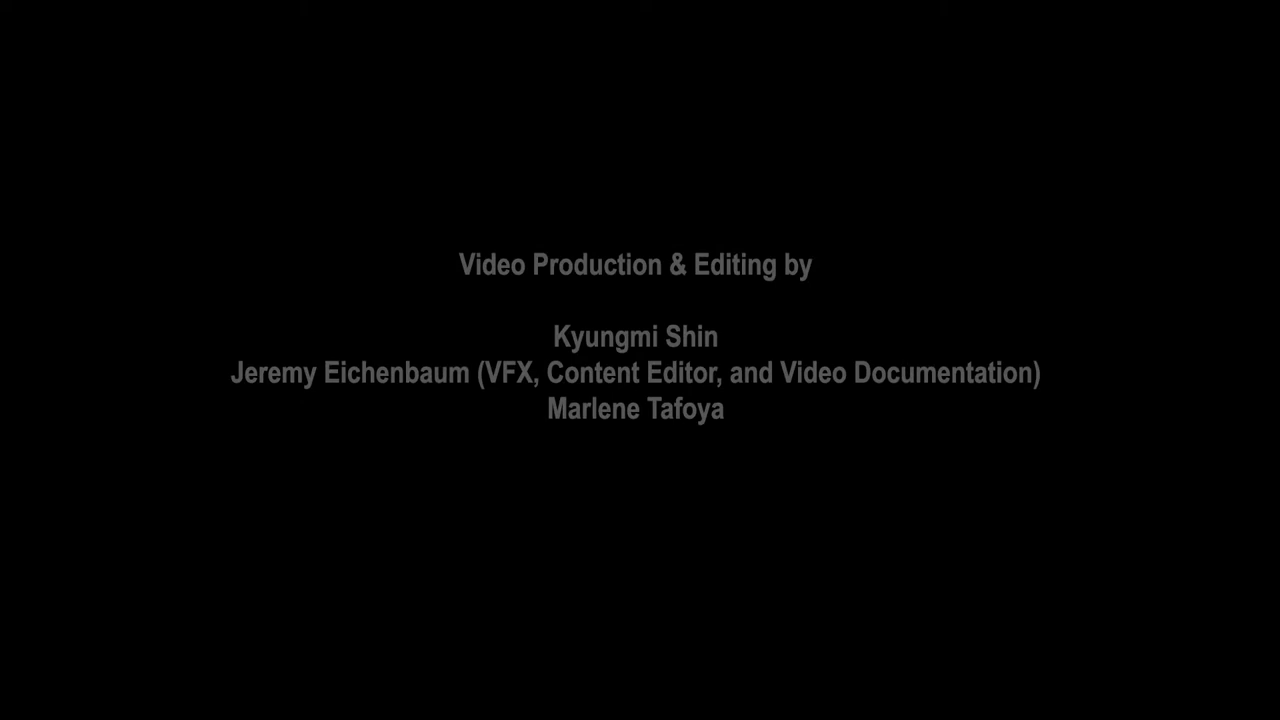 Video Production & Editing by
Kyungmi Shin
Jeremy Eichenbaum (VFX, Content Editor, and Video Documentation)
Marlene Tafoya